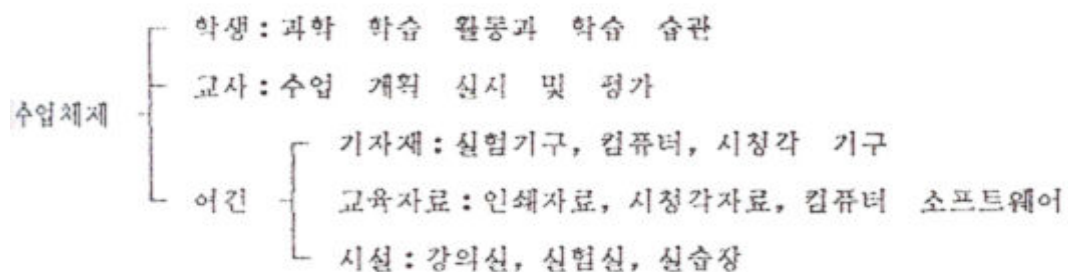 학생 : 과학 학습 활동과 학습 습관
교사 : 수업 계획 실시 및 평가
수업체제
기자재 : 실험기구, 컴퓨터, 시청각 기구
여건
교육자료 : 인쇄자료, 시청각자료, 컴퓨터 소프트웨어
시설 : 강의실, 실험실, 실습장